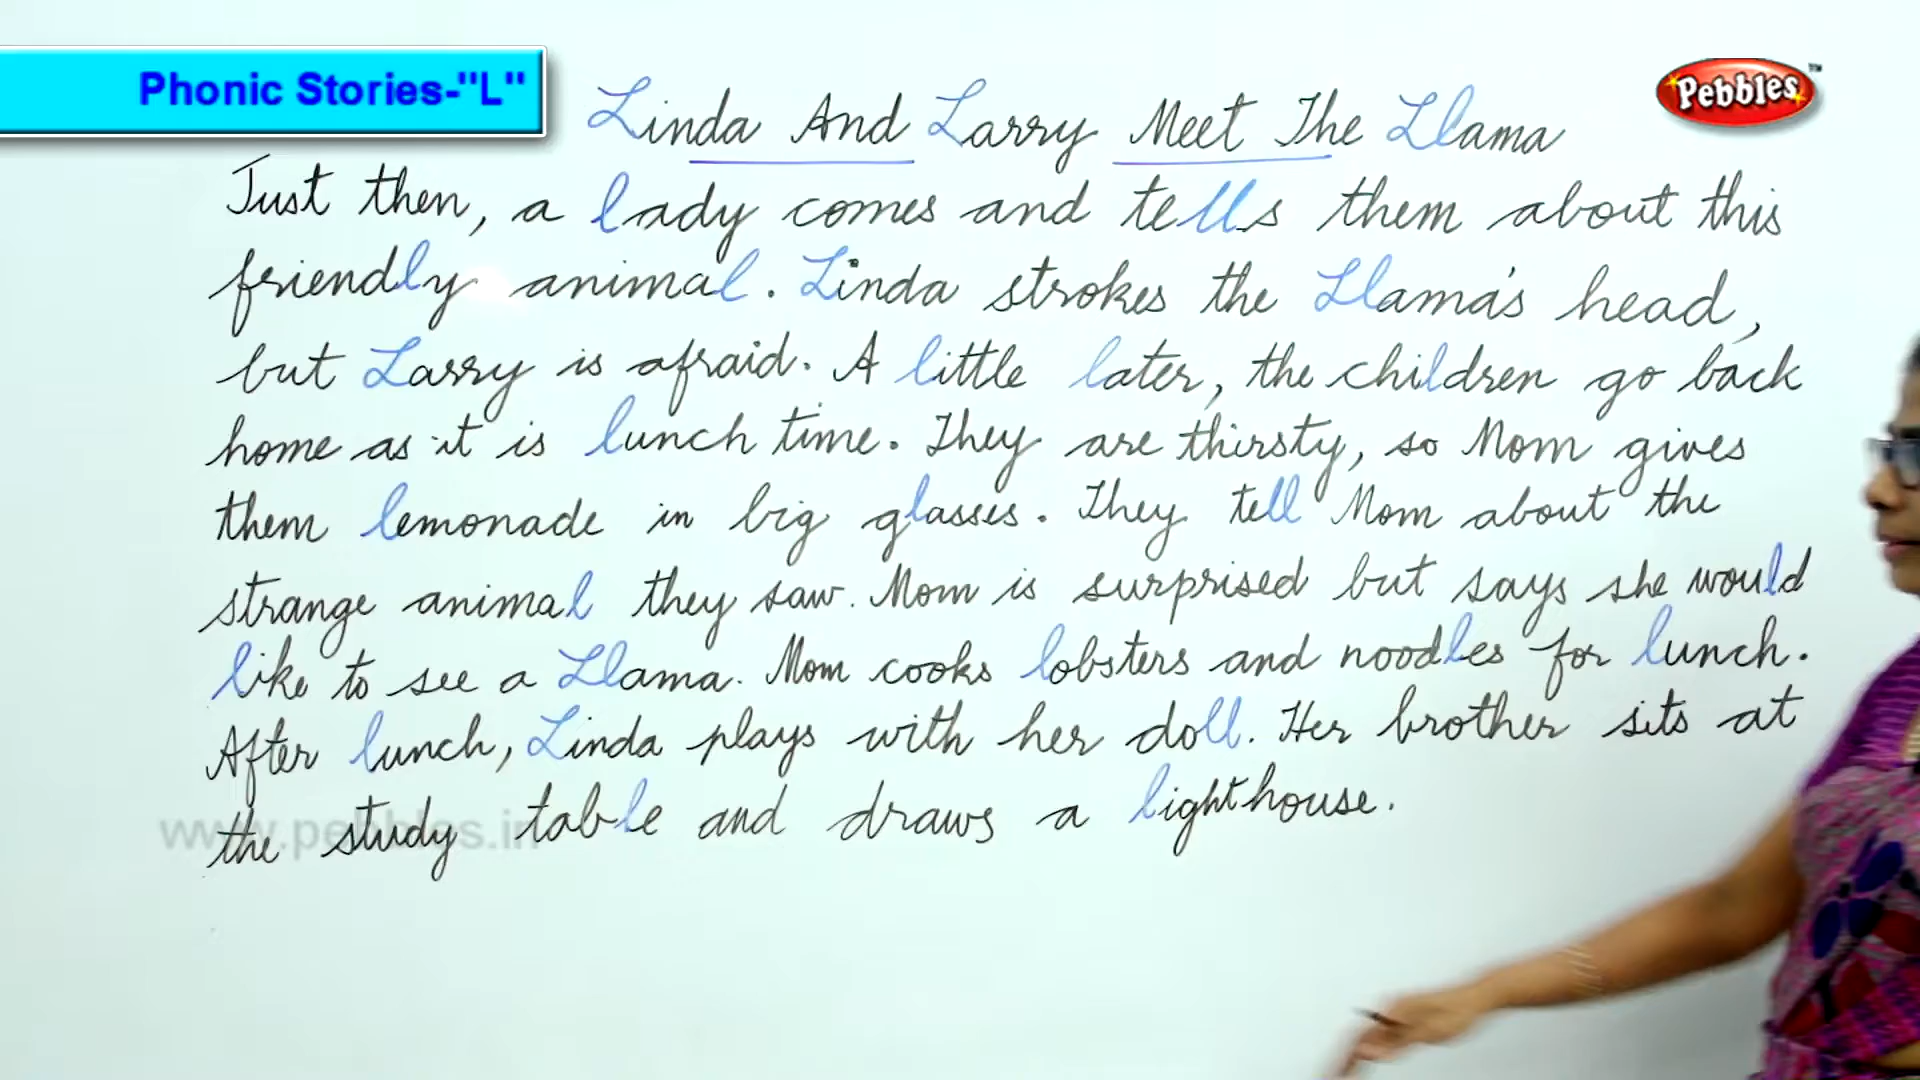 Phonic Stories-"L"
Pebbles™
Linda And Larry Meet The Llama
Just then, a lady comes and tells them about this
friendly animal. Linda strokes the Llama's head,
but Larry is afraid. A little later, the children go back
home as it is lunch time. They are thirsty, so Mom gives
them lemonade in big glasses. They tell Mom about the
strange animal they saw. Mom is surprised but says she would
like to see a Llama. Mom cooks lobsters and noodles for lunch.
After lunch, Linda plays with her doll. Her brother sits at
the study table and draws a lighthouse.
www.pebbles.in